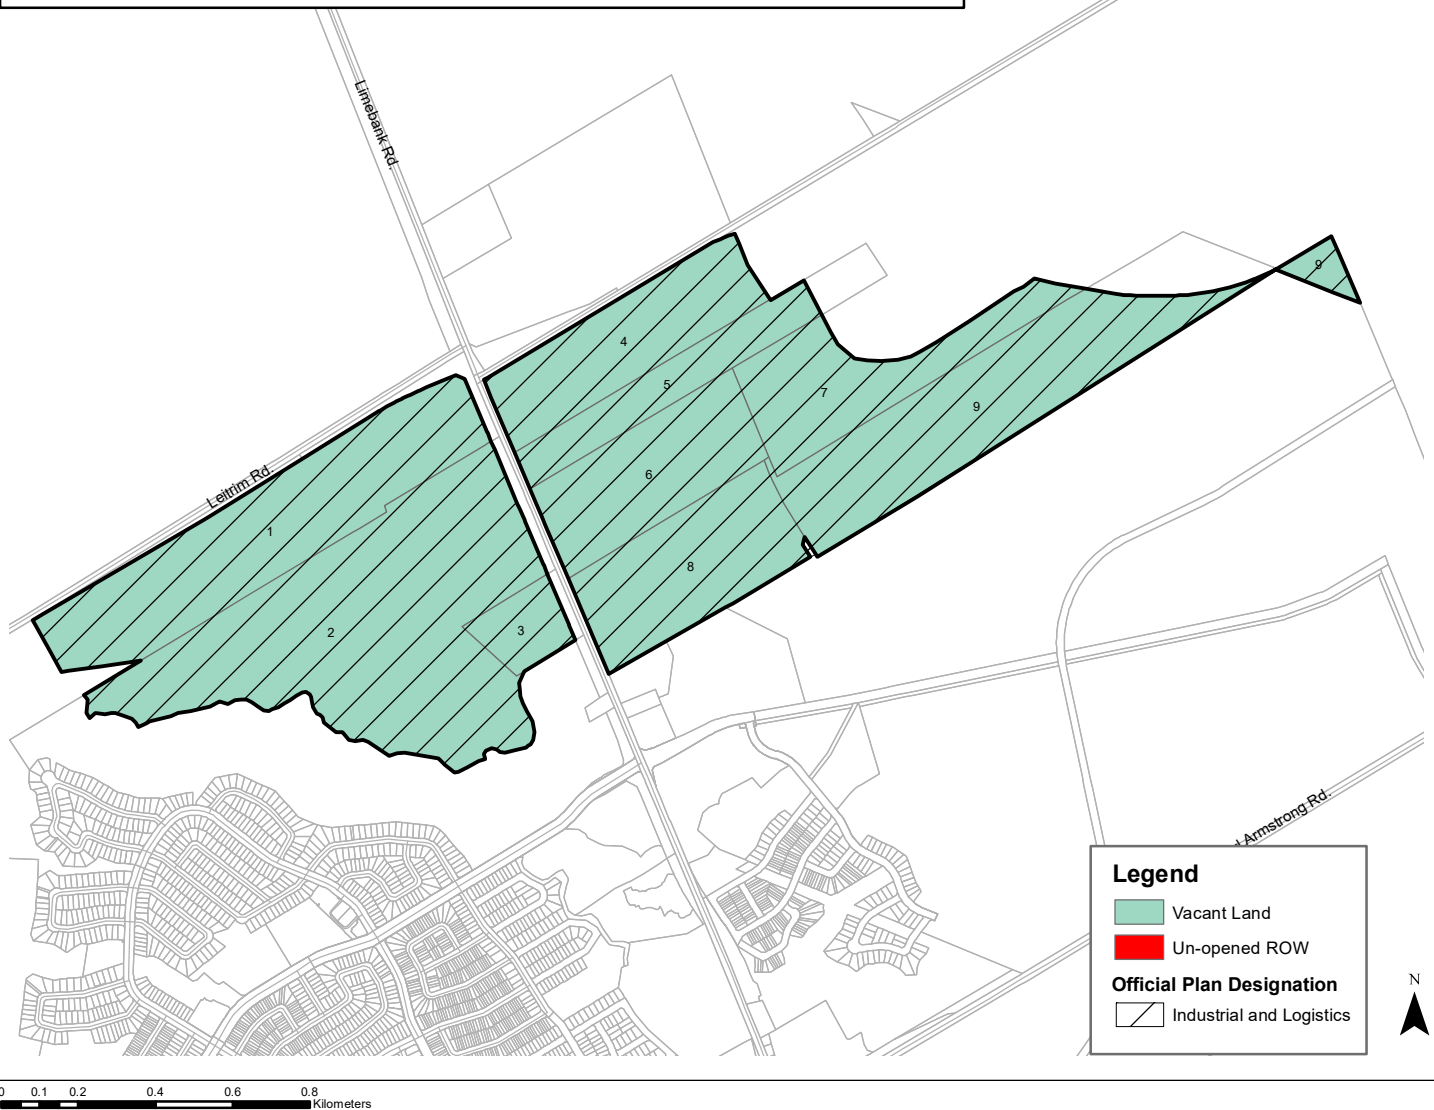 Limebank Rd.
9
4
5
7
9
Leitrim Rd.
6
1
8
3
2
Armstrong Rd.
Legend
Vacant Land
Un-opened ROW
Official Plan Designation
Industrial and Logistics
N
0 0.1 0.2 0.4 0.6 0.8
Kilometers